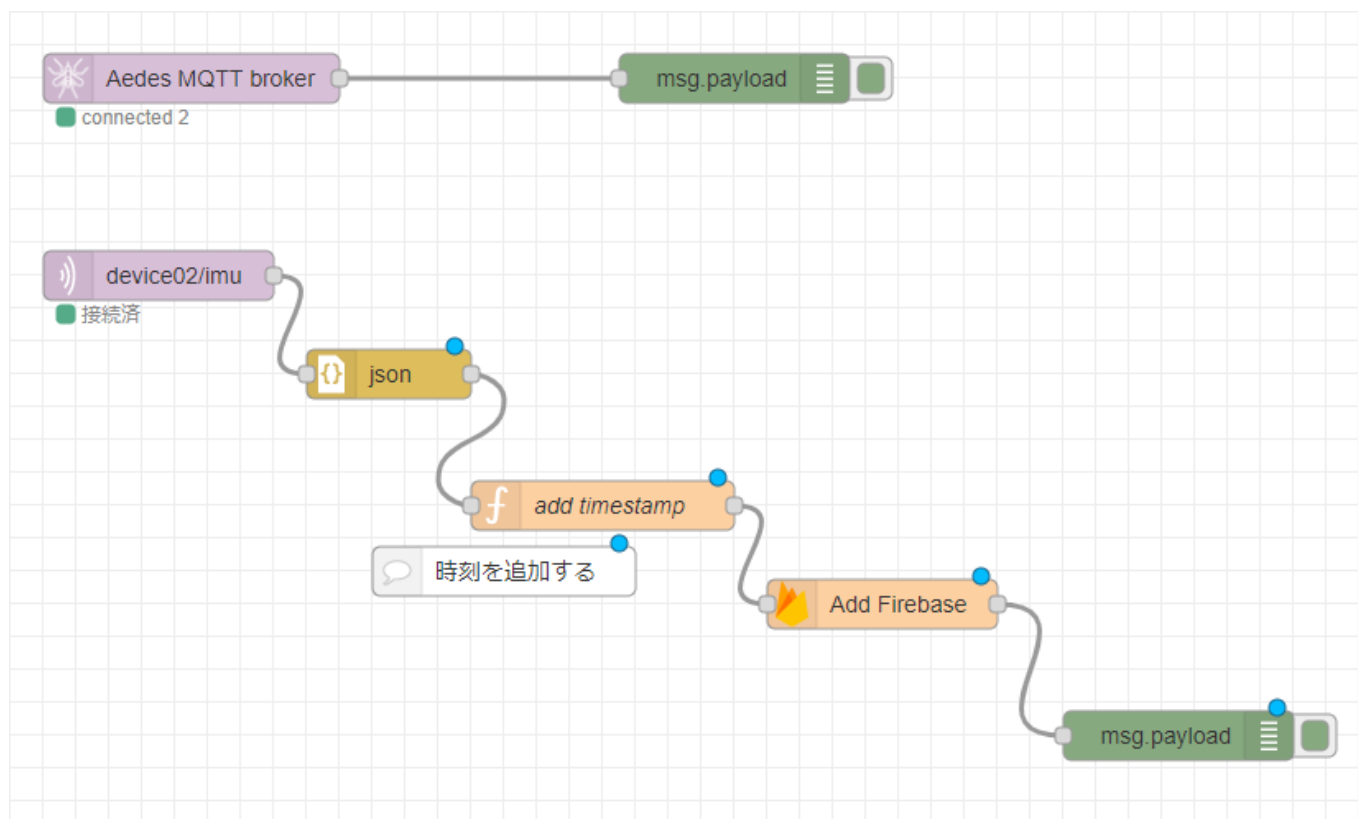 Aedes MQTT broker
msg.payload
connected 2
device02/imu
接続済
json
add timestamp
時刻を追加する
Add Firebase
msg.payload